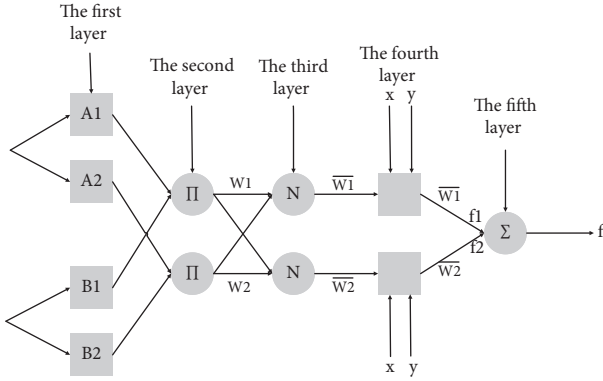 The first
layer
The second
layer
The third
layer
The fourth
layer
x y
The fifth
layer
A1
A2
B1
B2
Π
Π
W1
W2
N
N
W̅1̅
W̅2̅
W̅1̅
f1
f2
W̅2̅
Σ
f
x y